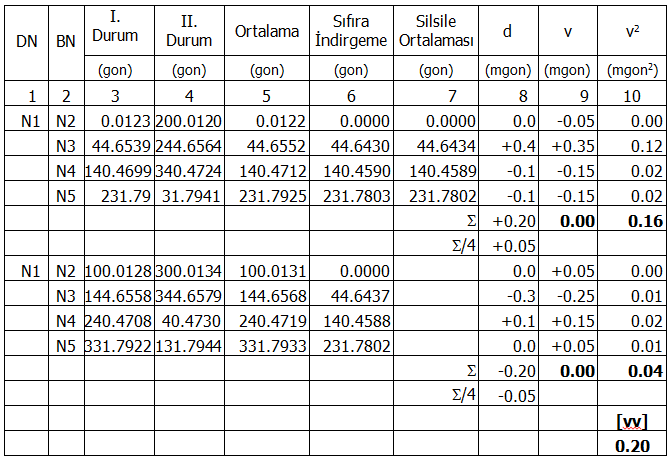 DN BN I. Durum II. Durum Ortalama Sıfıra İndirgeme Silsile Ortalaması d v v²
(gon) (gon) (gon) (gon) (gon) (mgon) (mgon) (mgon²)
1 2 3 4 5 6 7 8 9 10
N1 N2 0.0123 200.0120 0.0122 0.0000 0.0000 0.0 -0.05 0.00
N3 44.6539 244.6564 44.6552 44.6430 44.6434 +0.4 +0.35 0.12
N4 140.4699 340.4724 140.4712 140.4590 140.4589 -0.1 -0.15 0.02
N5 231.79 31.7941 231.7925 231.7803 231.7802 -0.1 -0.15 0.02
Σ +0.20 0.00 0.16
Σ/4 +0.05
N1 N2 100.0128 300.0134 100.0131 0.0000 0.0 +0.05 0.00
N3 144.6558 344.6579 144.6568 44.6437 -0.3 -0.25 0.01
N4 240.4708 40.4730 240.4719 140.4588 +0.1 +0.15 0.02
N5 331.7922 131.7944 331.7933 231.7802 0.0 +0.05 0.01
Σ -0.20 0.00 0.04
Σ/4 -0.05
[vv]
0.20